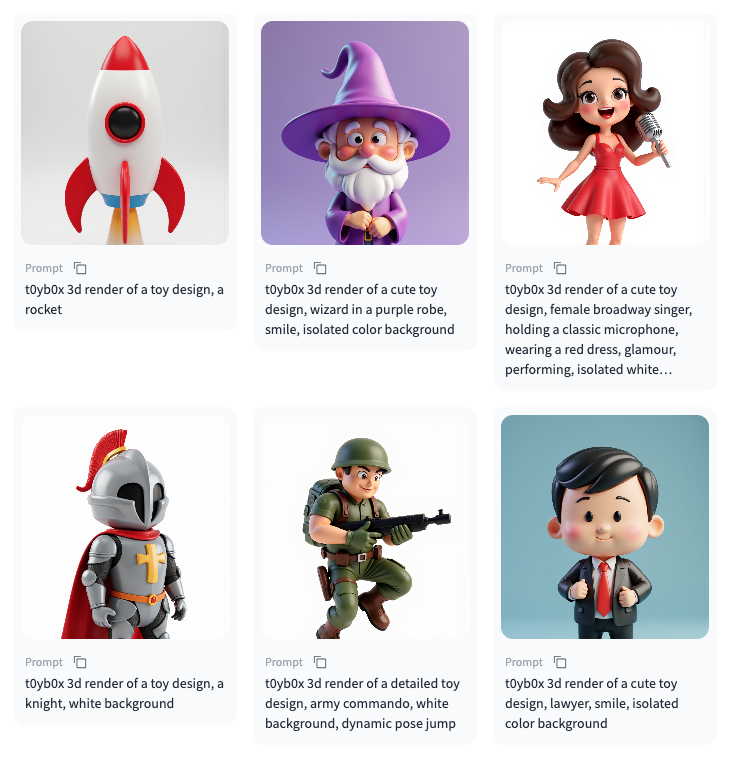 Prompt
t0yb0x 3d render of a toy design, a
rocket
Prompt
t0yb0x 3d render of a cute toy
design, wizard in a purple robe,
smile, isolated color background
Prompt
t0yb0x 3d render of a cute toy
design, female broadway singer,
holding a classic microphone,
wearing a red dress, glamour,
performing, isolated white…
Prompt
t0yb0x 3d render of a toy design, a
knight, white background
Prompt
t0yb0x 3d render of a detailed toy
design, army commando, white
background, dynamic pose jump
Prompt
t0yb0x 3d render of a cute toy
design, lawyer, smile, isolated
color background